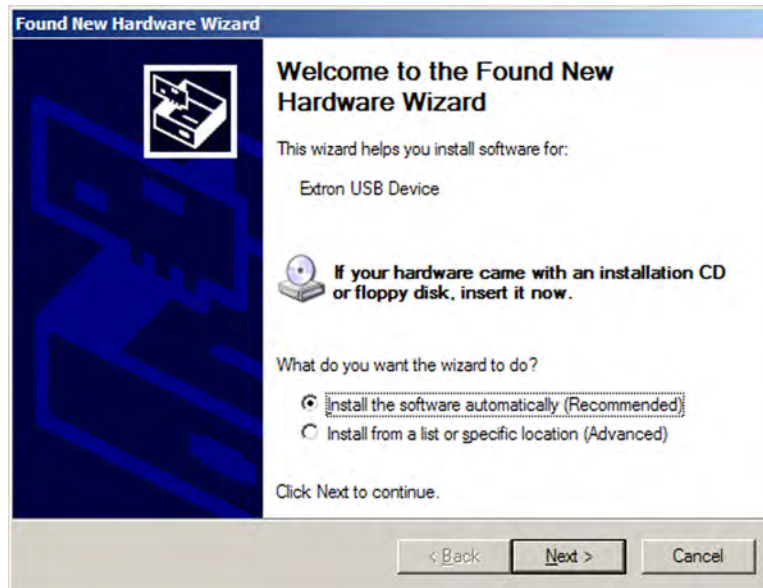 Found New Hardware Wizard
Welcome to the Found New
Hardware Wizard
This wizard helps you install software for:
Extron USB Device
If your hardware came with an installation CD
or floppy disk, insert it now.
What do you want the wizard to do?
Install the software automatically (Recommended)
Install from a list or specific location (Advanced)
Click Next to continue.
< Back Next > Cancel